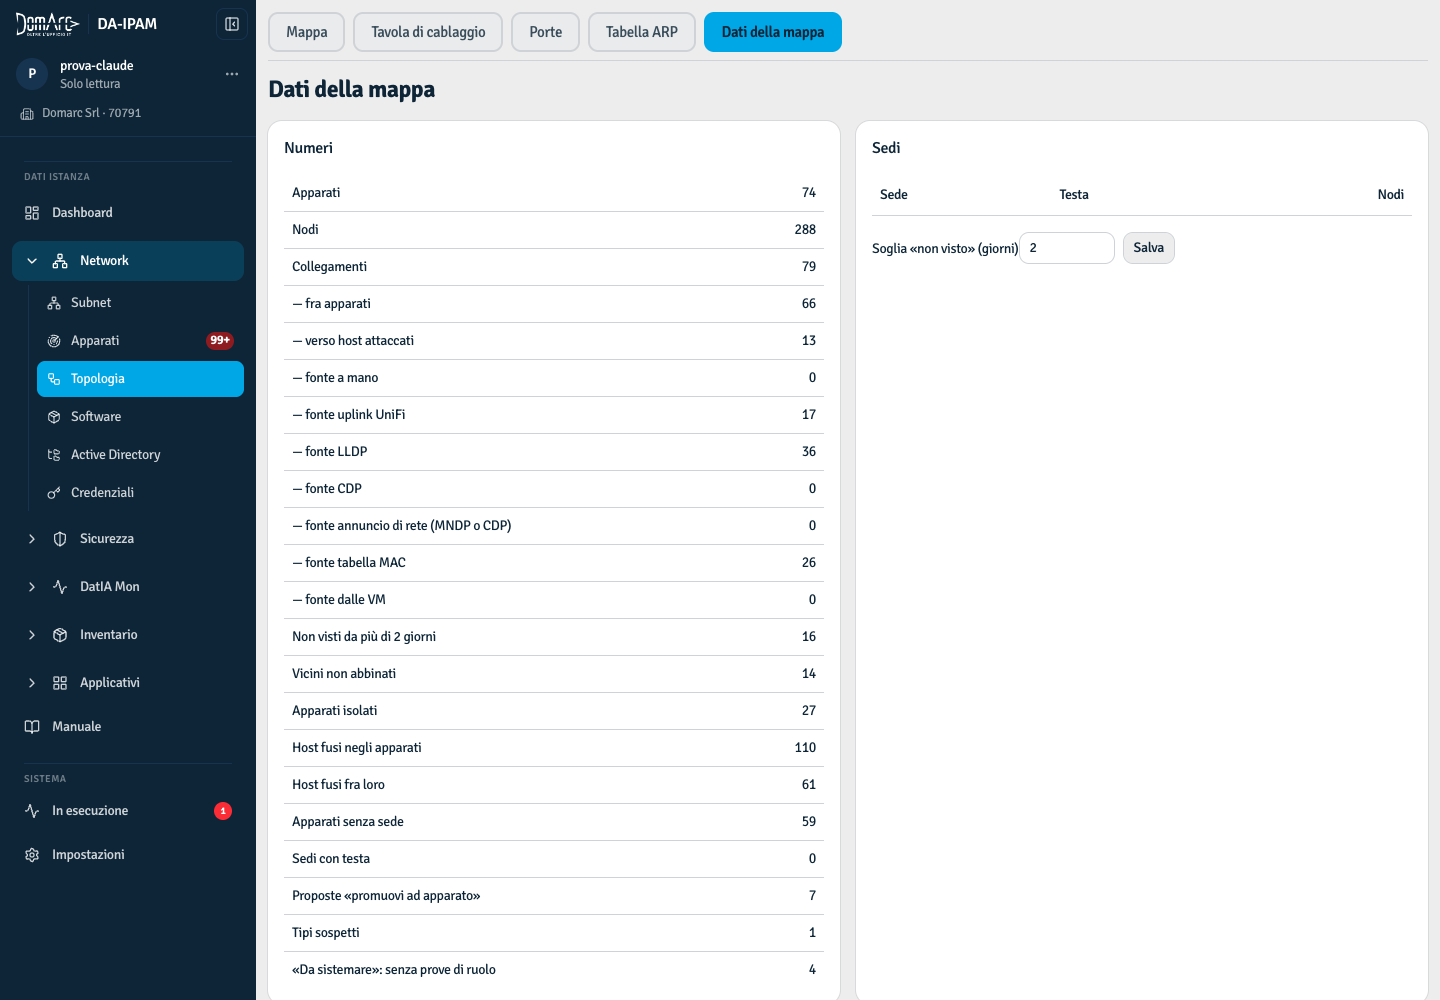 DomArc
OLTRE L'UFFICIO IT
DA-IPAM
P
prova-claude
Solo lettura
Domarc Srl · 70791
DATI ISTANZA
Dashboard
Network
Subnet
Apparati
99+
Topologia
Software
Active Directory
Credenziali
Sicurezza
DatIA Mon
Inventario
Applicativi
Manuale
SISTEMA
In esecuzione
1
Impostazioni
Mappa
Tavola di cablaggio
Porte
Tabella ARP
Dati della mappa
Dati della mappa
Numeri
Apparati 74
Nodi 288
Collegamenti 79
— fra apparati 66
— verso host attaccati 13
— fonte a mano 0
— fonte uplink UniFi 17
— fonte LLDP 36
— fonte CDP 0
— fonte annuncio di rete (MNDP o CDP) 0
— fonte tabella MAC 26
— fonte dalle VM 0
Non visti da più di 2 giorni 16
Vicini non abbinati 14
Apparati isolati 27
Host fusi negli apparati 110
Host fusi fra loro 61
Apparati senza sede 59
Sedi con testa 0
Proposte «promuovi ad apparato» 7
Tipi sospetti 1
«Da sistemare»: senza prove di ruolo 4
Sedi
Sede Testa Nodi
Soglia «non visto» (giorni) 2 Salva